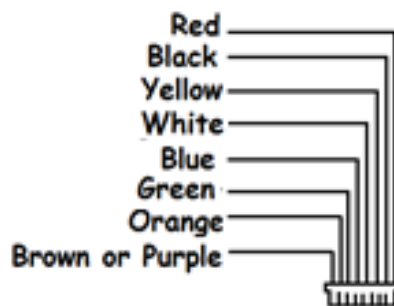 Red
Black
Yellow
White
Blue
Green
Orange
Brown or Purple